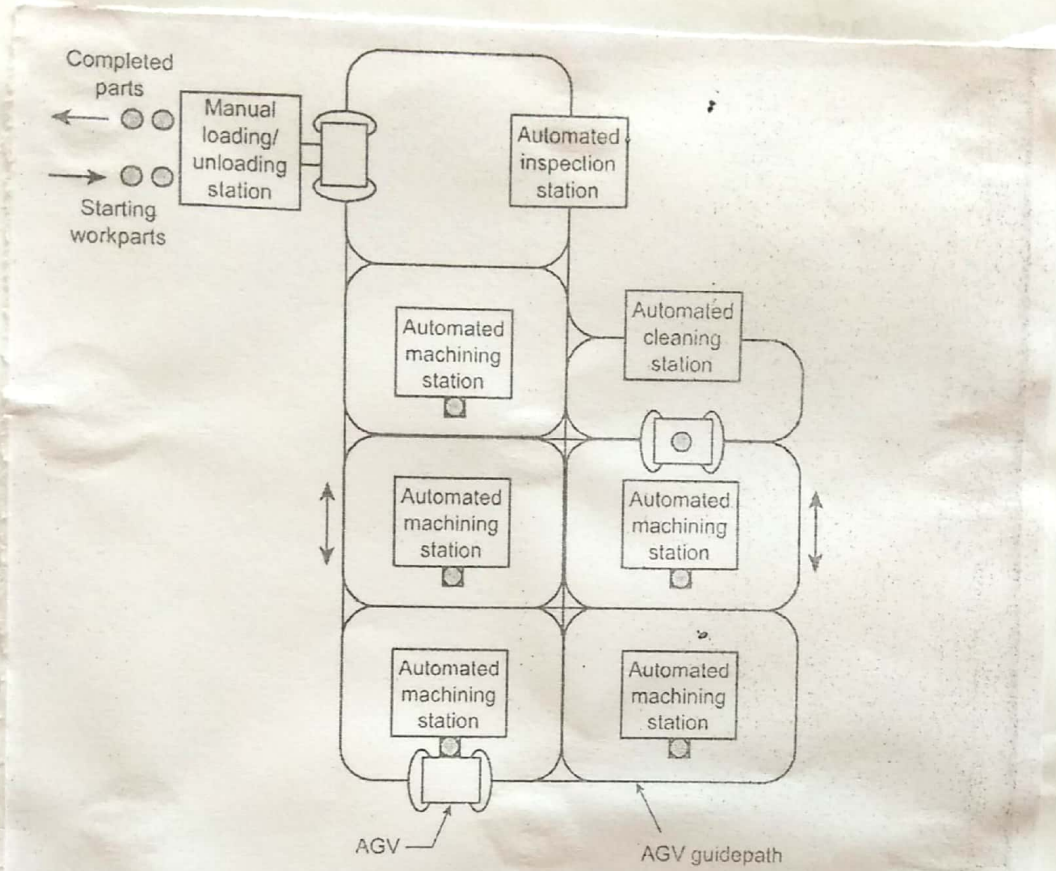 Completed
parts
Manual
loading/
unloading
station
Starting
workparts
Automated
inspection
station
Automated
machining
station
Automated
cleaning
station
Automated
machining
station
Automated
machining
station
Automated
machining
station
Automated
machining
station
AGV
AGV guidepath